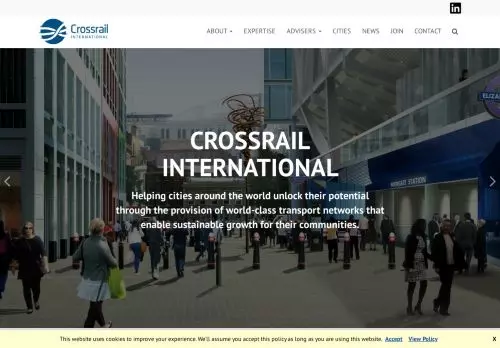 in
Crossrail
INTERNATIONAL
ABOUT EXPERTISE ADVISERS CITIES NEWS JOIN CONTACT
CROSSRAIL
INTERNATIONAL
Helping cities around the world unlock their potential
through the provision of world-class transport networks that
enable sustainable growth for their communities.
MOORGATE STATION
This website uses cookies to improve your experience. We'll assume you accept this policy as long as you are using this website. Accept View Policy X